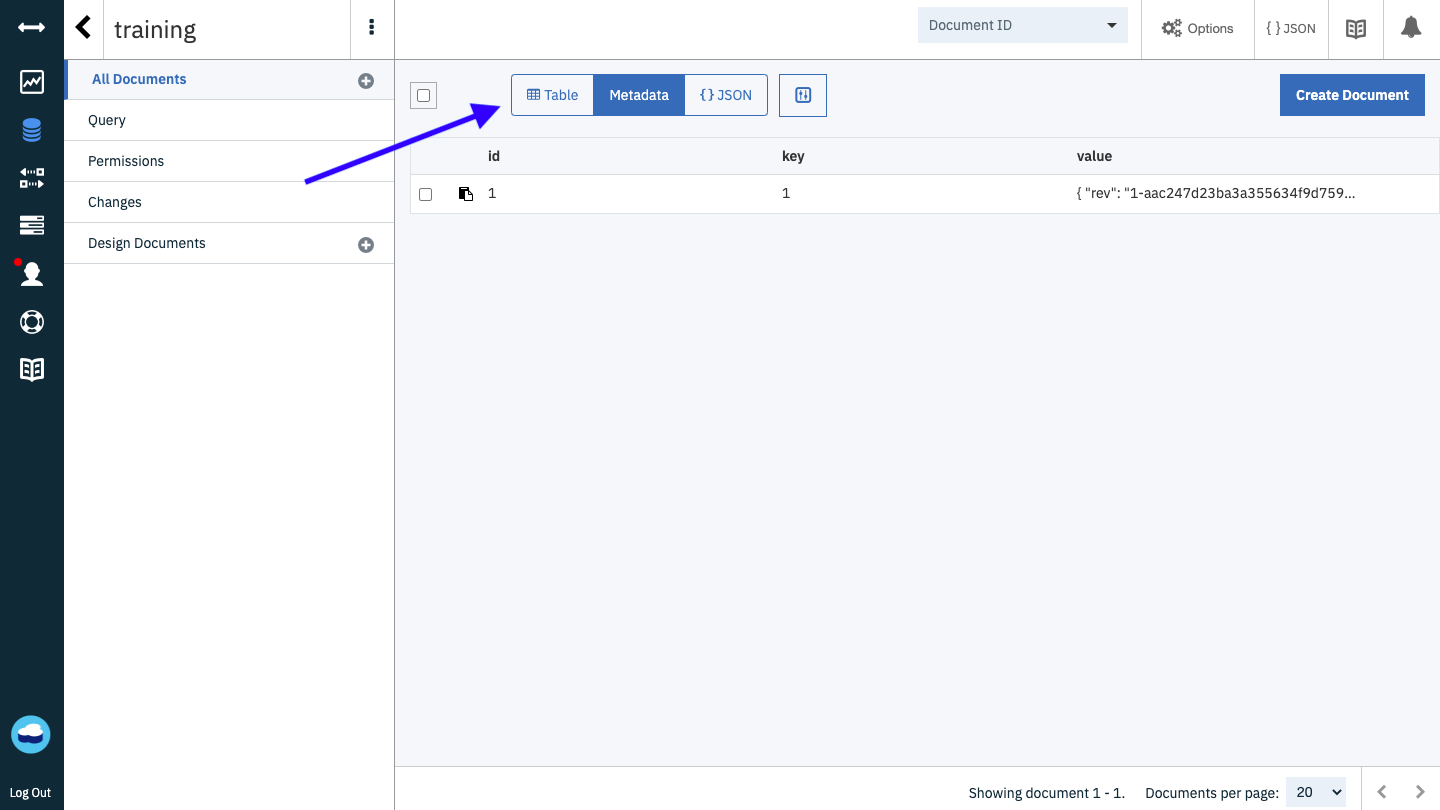 training
Document ID
Options
{ } JSON
All Documents
Query
Permissions
Changes
Design Documents
Table
Metadata
{ } JSON
Create Document
id key value
1 1 { "rev": "1-aac247d23ba3a355634f9d759...
Log Out
Showing document 1 - 1. Documents per page: 20